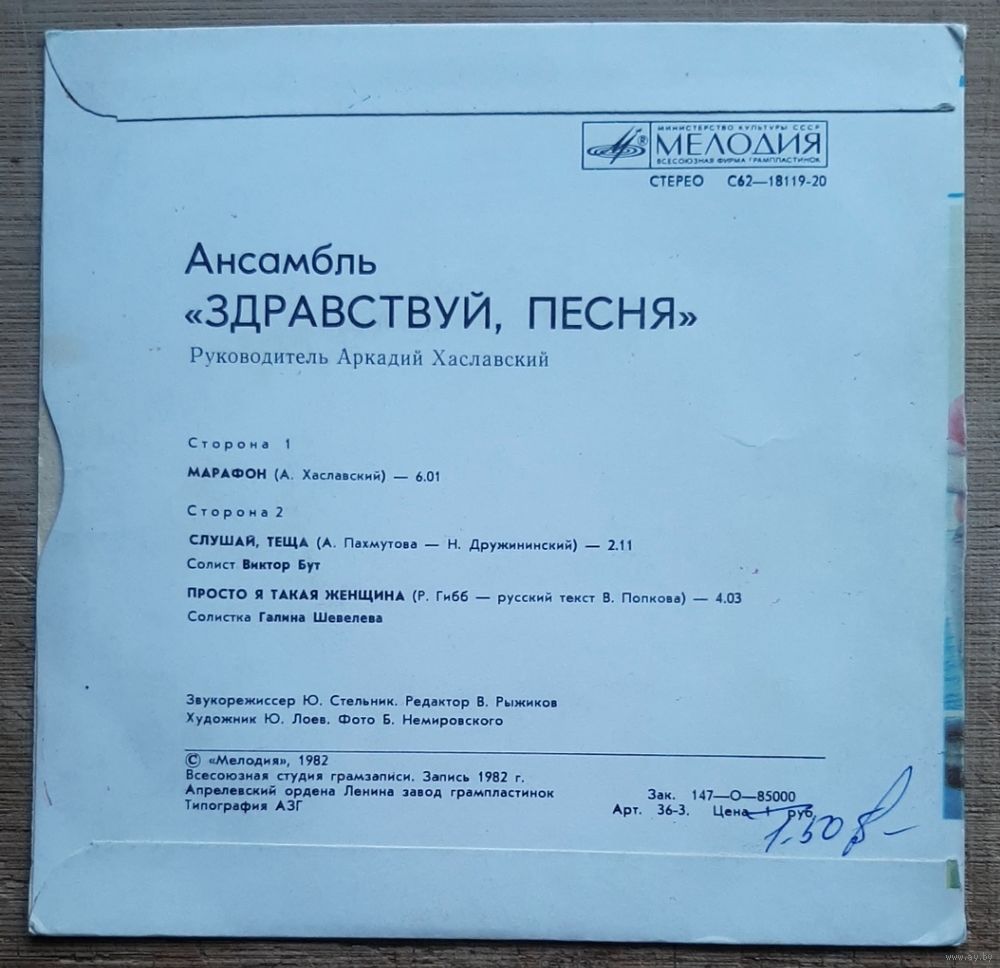 МИНИСТЕРСТВО КУЛЬТУРЫ СССР
МЕЛОДИЯ
ВСЕСОЮЗНАЯ ФИРМА ГРАМПЛАСТИНОК
СТЕРЕО С62—18119-20
Ансамбль
«ЗДРАВСТВУЙ, ПЕСНЯ»
Руководитель Аркадий Хаславский
Сторона 1
МАРАФОН (А. Хаславский) — 6.01
Сторона 2
СЛУШАЙ, ТЕЩА (А. Пахмутова — Н. Дружининский) — 2.11
Солист Виктор Бут
ПРОСТО Я ТАКАЯ ЖЕНЩИНА (Р. Гибб — русский текст В. Попкова) — 4.03
Солистка Галина Шевелева
Звукорежиссер Ю. Стельник. Редактор В. Рыжиков
Художник Ю. Лоев. Фото Б. Немировского
© «Мелодия», 1982
Всесоюзная студия грамзаписи. Запись 1982 г.
Апрелевский ордена Ленина завод грампластинок
Типография АЗГ
Зак. 147—О—85000
Арт. 36-3. Цена 1 руб.
1.50 р—
www.ay.by